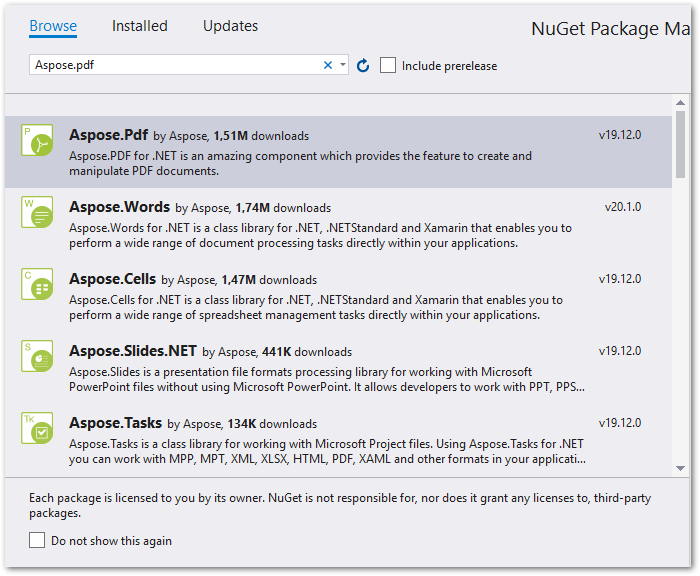 Browse Installed Updates NuGet Package Ma
Aspose.pdf Include prerelease
P Aspose.Pdf by Aspose, 1,51M downloads v19.12.0
Aspose.PDF for .NET is an amazing component which provides the feature to create and
manipulate PDF documents.
W Aspose.Words by Aspose, 1,74M downloads v20.1.0
Aspose.Words for .NET is a class library for .NET, .NETStandard and Xamarin that enables you to
perform a wide range of document processing tasks directly within your applications.
C Aspose.Cells by Aspose, 1,47M downloads v19.12.0
Aspose.Cells for .NET is a class library for .NET, .NETStandard and Xamarin that enables you to
perform a wide range of spreadsheet management tasks directly within your applications.
S Aspose.Slides.NET by Aspose, 441K downloads v19.12.0
Aspose.Slides is a presentation file formats processing library for working with Microsoft
PowerPoint files without using Microsoft PowerPoint. It allows developers to work with PPT, PPS...
Tk Aspose.Tasks by Aspose, 134K downloads v19.12.0
Aspose.Tasks is a class library for working with Microsoft Project files. Using Aspose.Tasks for .NET
you can work with MPP, MPT, XML, XLSX, HTML, PDF, XAML and other formats in your applicati...
Each package is licensed to you by its owner. NuGet is not responsible for, nor does it grant any licenses to, third-party
packages.
Do not show this again